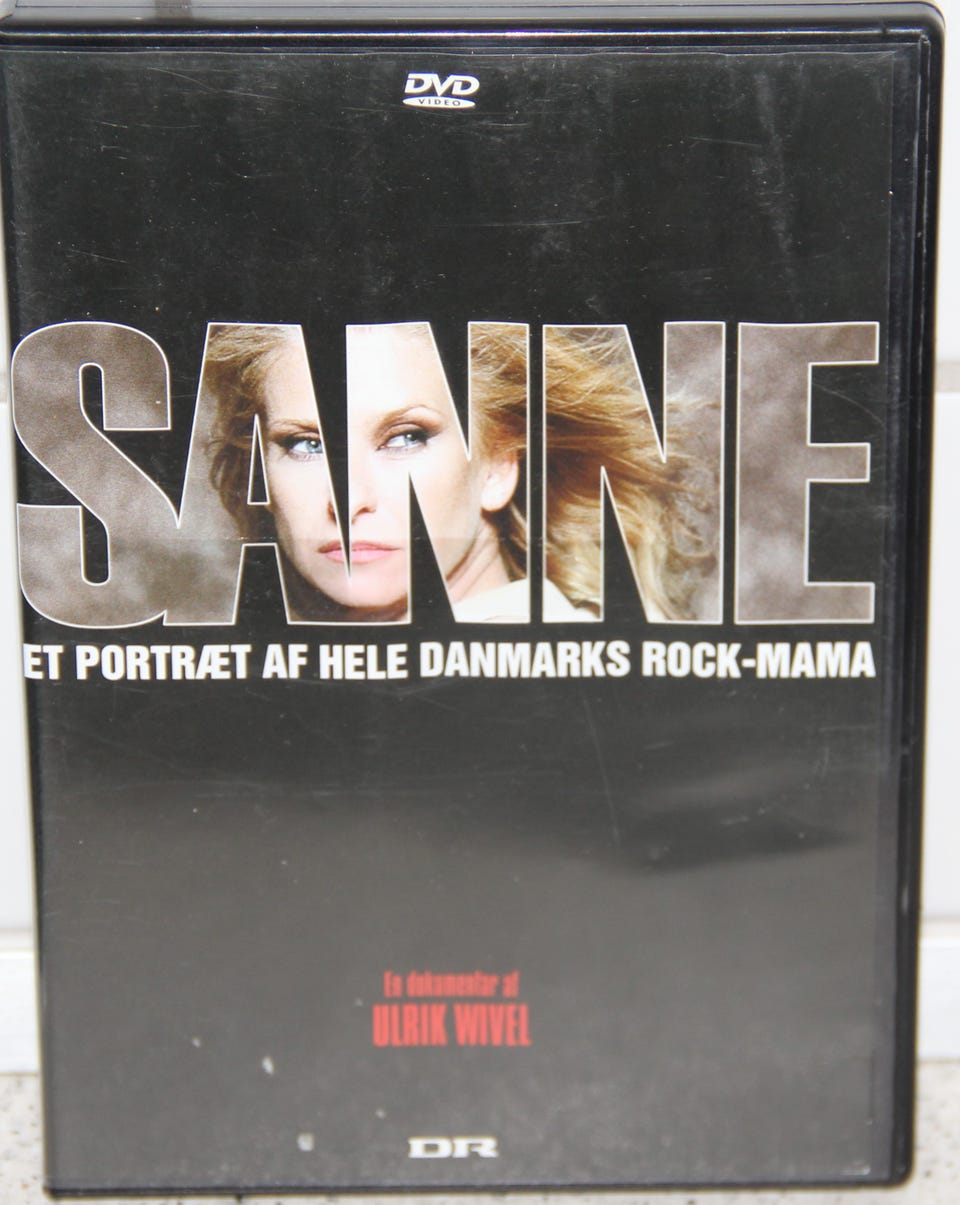 DVD
VIDEO
SANNE
ET PORTRÆT AF HELE DANMARKS ROCK-MAMA
En dokumentar af
ULRIK WIVEL
DR